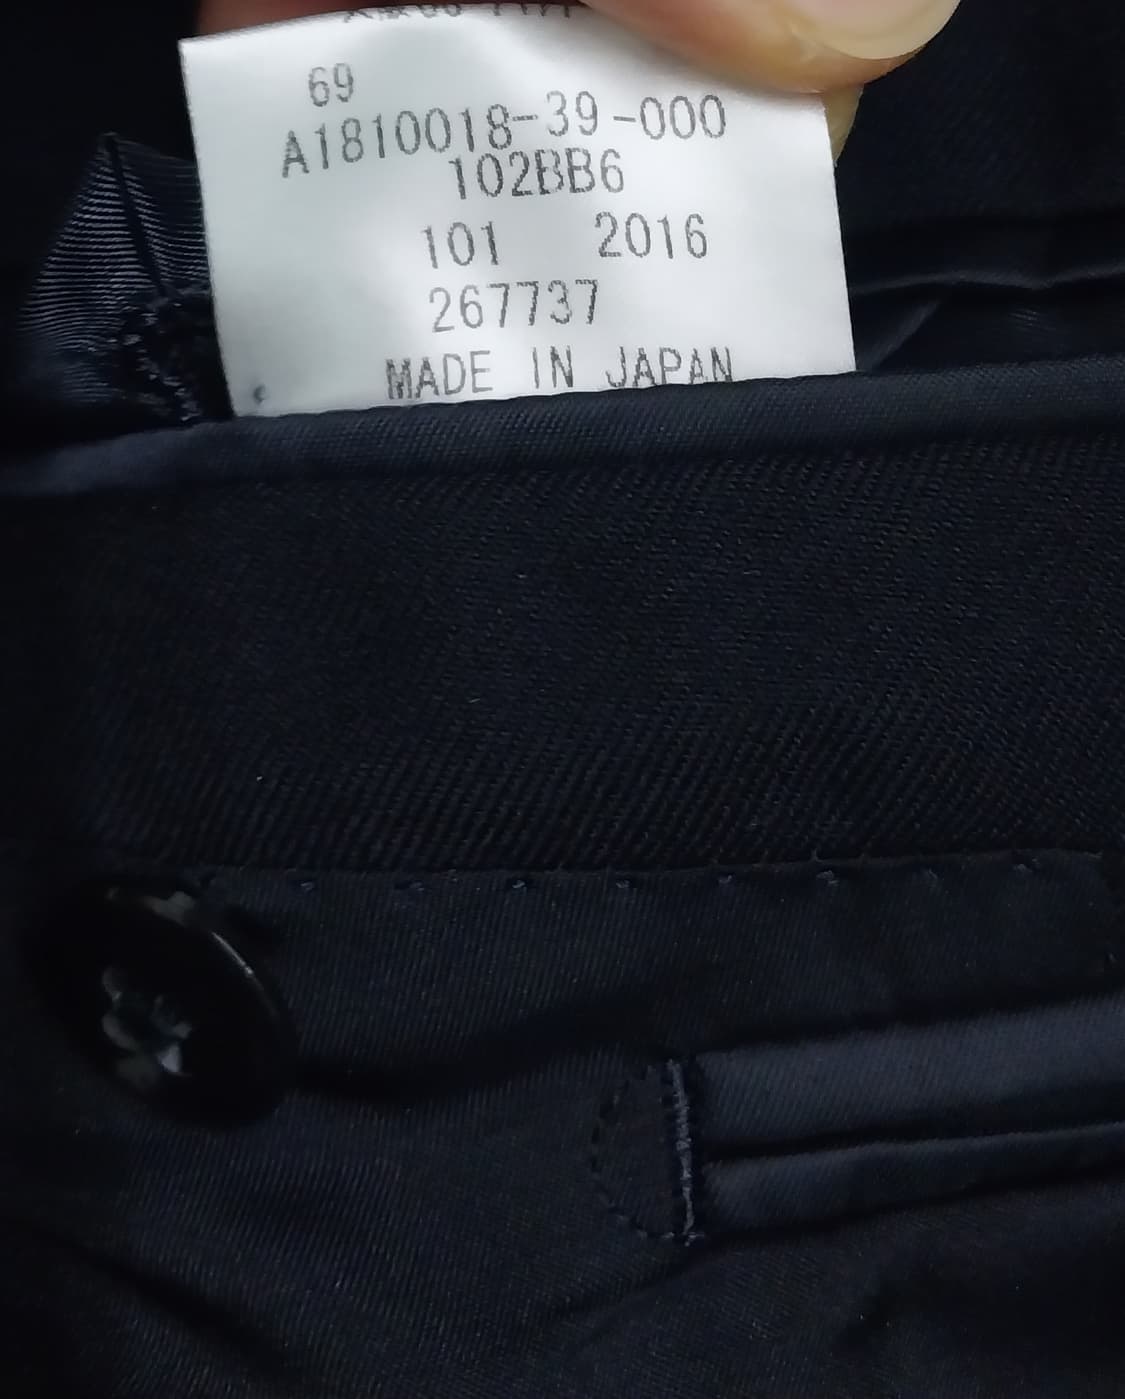 69
A1810018-39-000
102BB6
101 2016
267737
MADE IN JAPAN